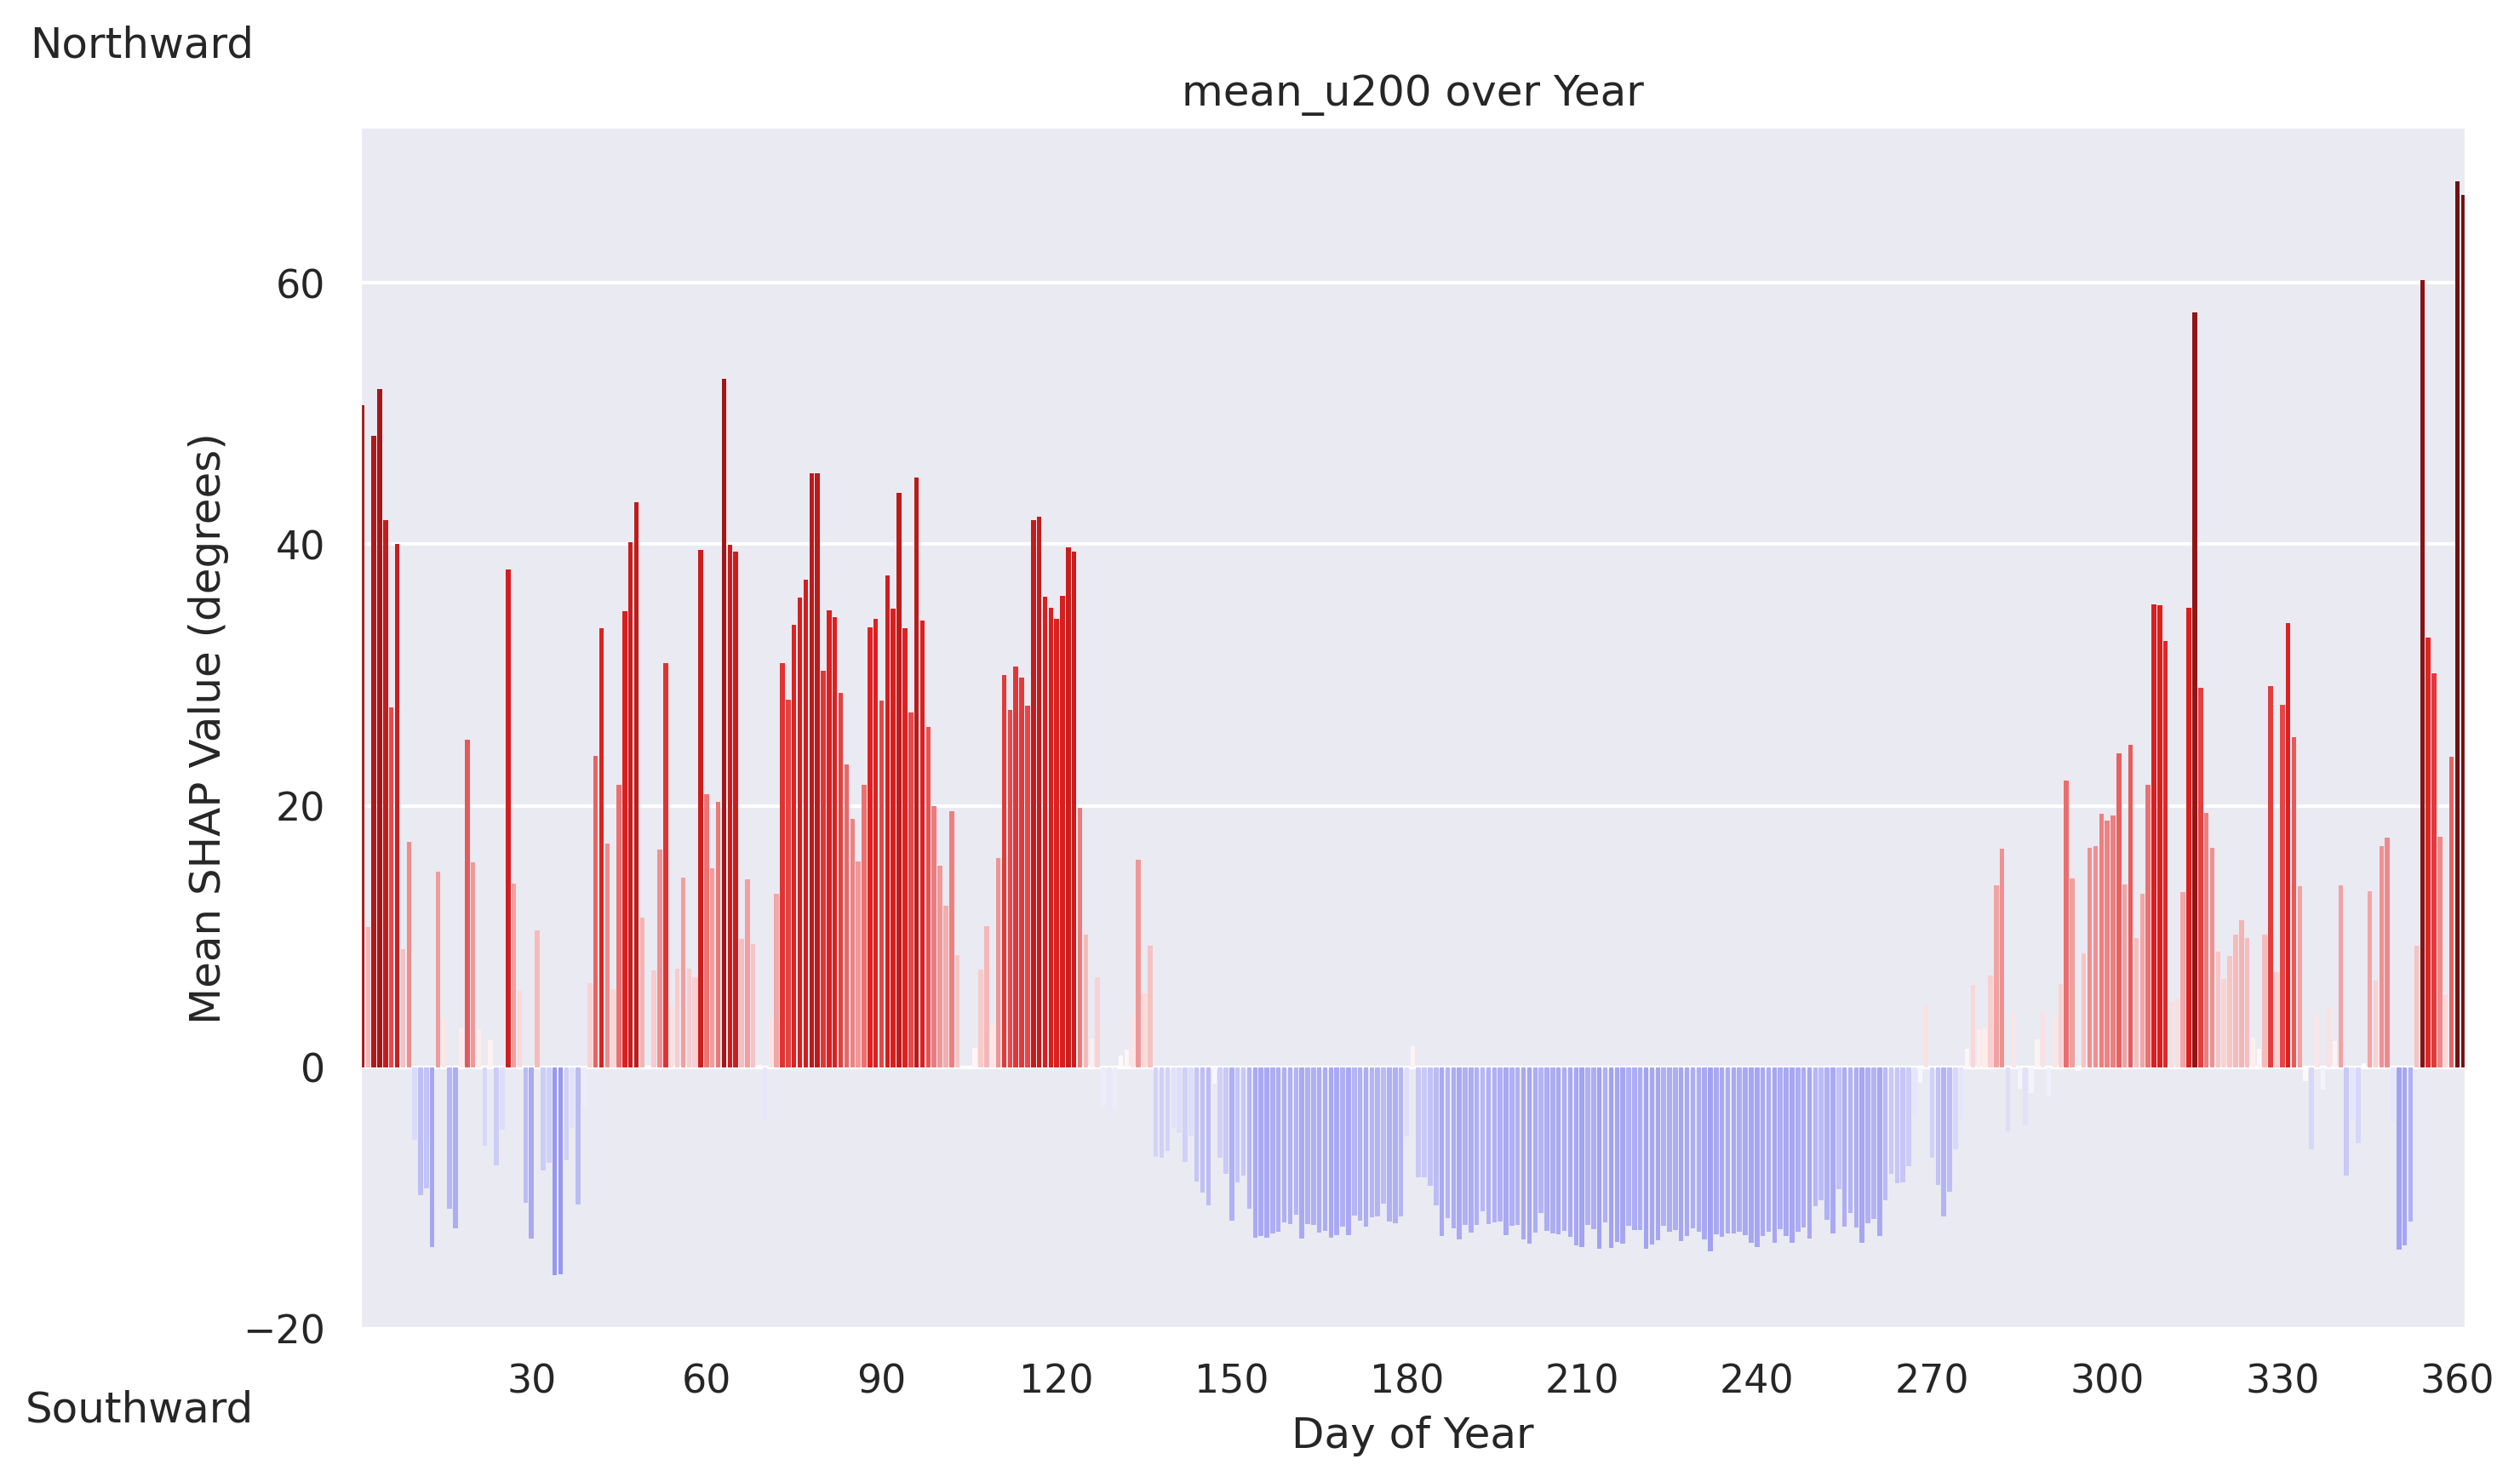 Northward
mean_u200 over Year
Mean SHAP Value (degrees)
60
40
20
0
−20
30 60 90 120 150 180 210 240 270 300 330 360
Southward
Day of Year